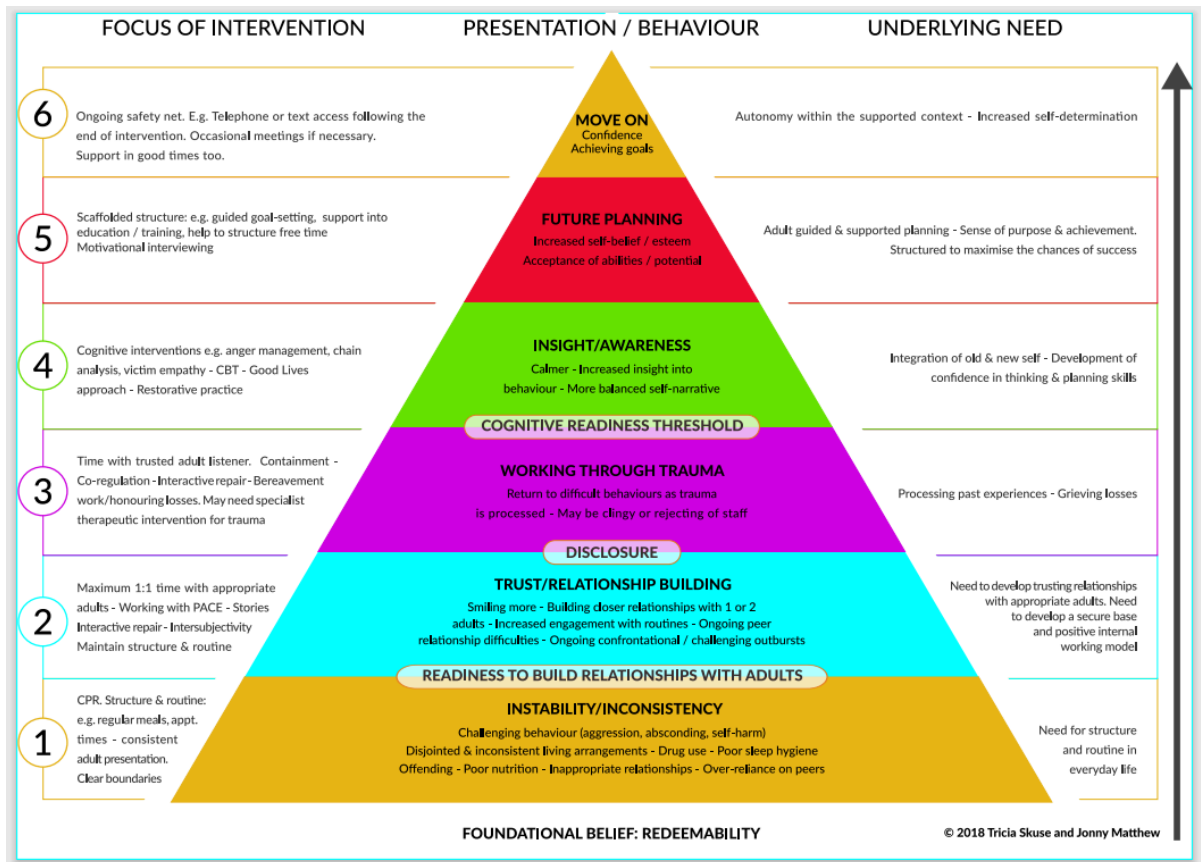 FOCUS OF INTERVENTION
PRESENTATION / BEHAVIOUR
UNDERLYING NEED
6
Ongoing safety net. E.g. Telephone or text access following the
end of intervention. Occasional meetings if necessary.
Support in good times too.
MOVE ON
Confidence
Achieving goals
Autonomy within the supported context - Increased self-determination
5
Scaffolded structure: e.g. guided goal-setting, support into
education / training, help to structure free time
Motivational interviewing
FUTURE PLANNING
Increased self-belief / esteem
Acceptance of abilities / potential
Adult guided & supported planning - Sense of purpose & achievement.
Structured to maximise the chances of success
4
Cognitive interventions e.g. anger management, chain
analysis, victim empathy - CBT - Good Lives
approach - Restorative practice
INSIGHT/AWARENESS
Calmer - Increased insight into
behaviour - More balanced self-narrative
Integration of old & new self - Development of
confidence in thinking & planning skills
COGNITIVE READINESS THRESHOLD
3
Time with trusted adult listener. Containment -
Co-regulation - Interactive repair - Bereavement
work/honouring losses. May need specialist
therapeutic intervention for trauma
WORKING THROUGH TRAUMA
Return to difficult behaviours as trauma
is processed - May be clingy or rejecting of staff
Processing past experiences - Grieving losses
DISCLOSURE
2
Maximum 1:1 time with appropriate
adults - Working with PACE - Stories
Interactive repair - Intersubjectivity
Maintain structure & routine
TRUST/RELATIONSHIP BUILDING
Smiling more - Building closer relationships with 1 or 2
adults - Increased engagement with routines - Ongoing peer
relationship difficulties - Ongoing confrontational / challenging outbursts
Need to develop trusting relationships
with appropriate adults. Need
to develop a secure base
and positive internal
working model
READINESS TO BUILD RELATIONSHIPS WITH ADULTS
1
CPR. Structure & routine:
e.g. regular meals, appt.
times - consistent
adult presentation.
Clear boundaries
INSTABILITY/INCONSISTENCY
Challenging behaviour (aggression, absconding, self-harm)
Disjointed & inconsistent living arrangements - Drug use - Poor sleep hygiene
Offending - Poor nutrition - Inappropriate relationships - Over-reliance on peers
Need for structure
and routine in
everyday life
FOUNDATIONAL BELIEF: REDEEMABILITY
© 2018 Tricia Skuse and Jonny Matthew